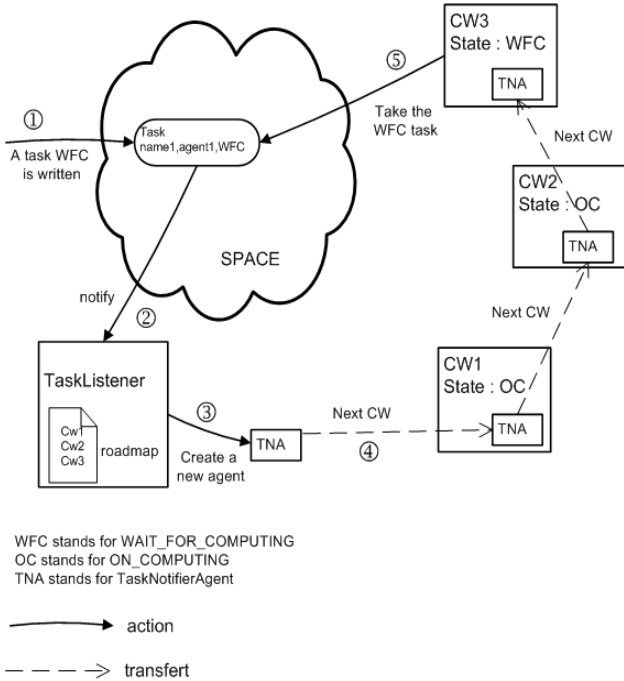 CW3
State : WFC
TNA
⑤
Take the
WFC task
①
A task WFC
is written
Task
name1,agent1,WFC
Next CW
CW2
State : OC
TNA
SPACE
notify
②
Next CW
TaskListener
Cw1
Cw2
Cw3
roadmap
③
Create a
new agent
TNA
Next CW
④
CW1
State : OC
TNA
WFC stands for WAIT_FOR_COMPUTING
OC stands for ON_COMPUTING
TNA stands for TaskNotifierAgent
action
transfert